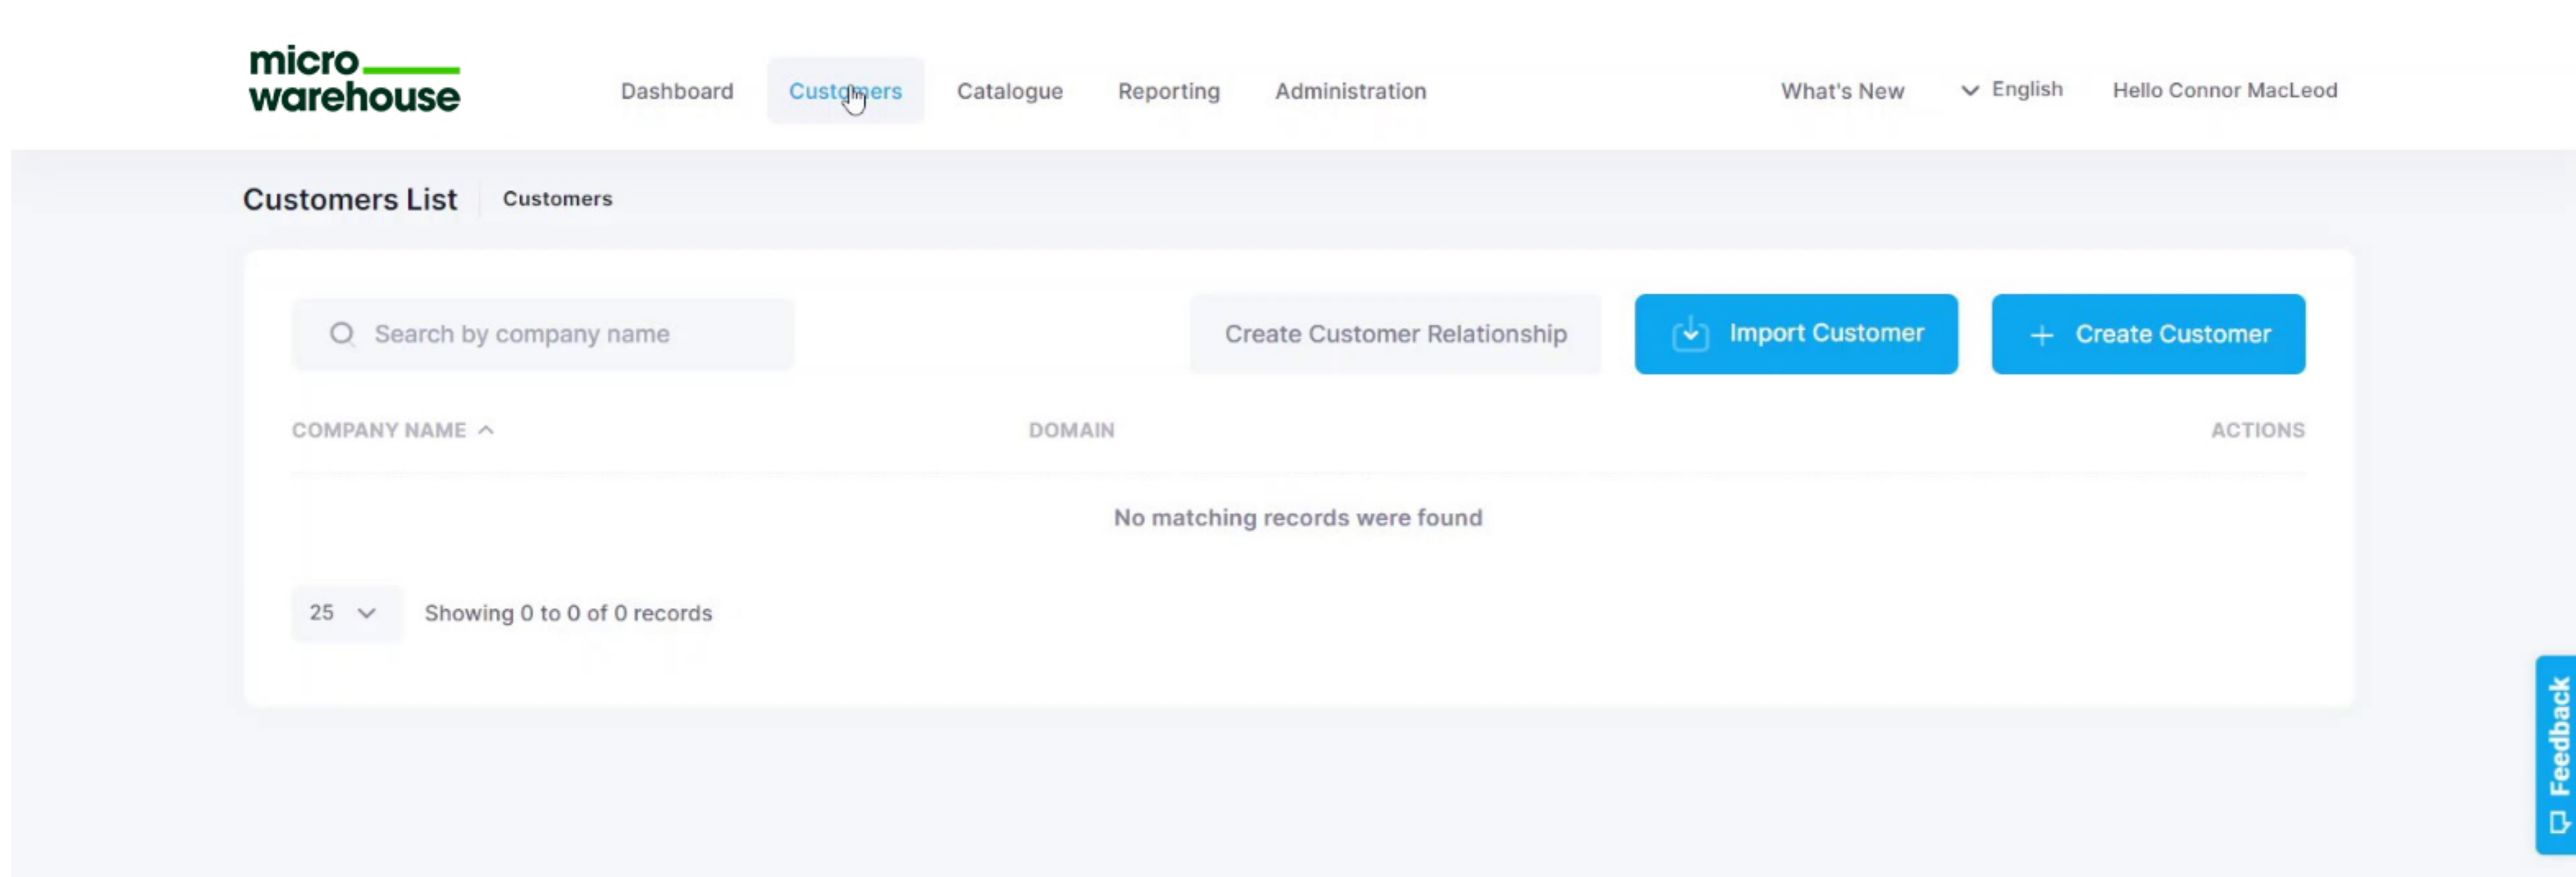 micro
warehouse
Dashboard
Customers
Catalogue
Reporting
Administration
What's New
English
Hello Connor MacLeod
Customers List
Customers
Search by company name
Create Customer Relationship
Import Customer
+ Create Customer
COMPANY NAME
DOMAIN
ACTIONS
No matching records were found
25
Showing 0 to 0 of 0 records
Feedback